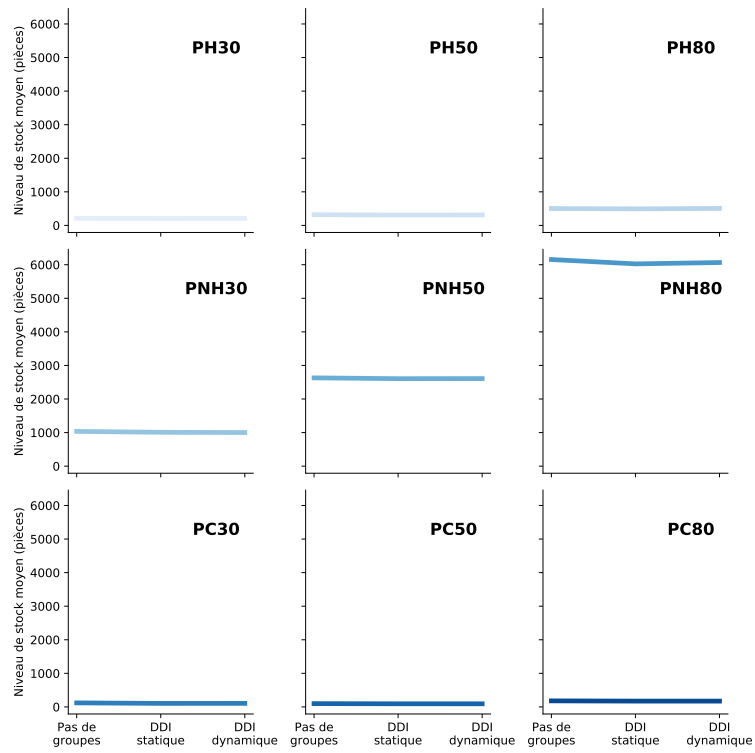 Niveau de stock moyen (pièces)
6000
5000
4000
3000
2000
1000
0
PH30
PH50
PH80
Niveau de stock moyen (pièces)
6000
5000
4000
3000
2000
1000
0
PNH30
PNH50
PNH80
Niveau de stock moyen (pièces)
6000
5000
4000
3000
2000
1000
0
PC30
PC50
PC80
Pas de
groupes
DDI
statique
DDI
dynamique
Pas de
groupes
DDI
statique
DDI
dynamique
Pas de
groupes
DDI
statique
DDI
dynamique